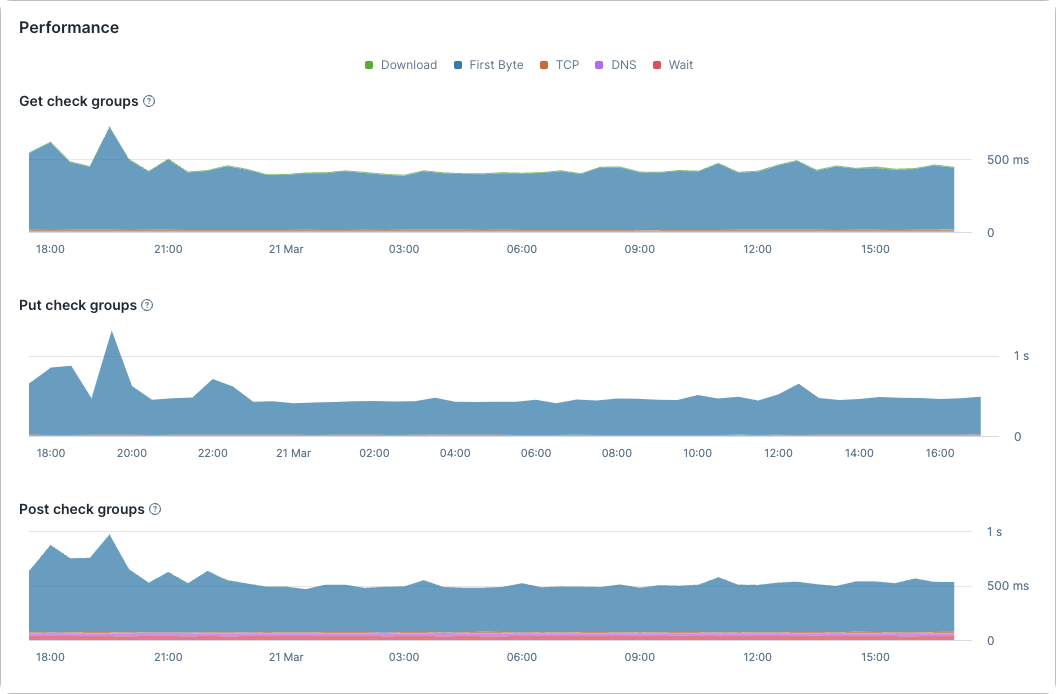 Performance
Download First Byte TCP DNS Wait
Get check groups ?
500 ms
0
18:00 21:00 21 Mar 03:00 06:00 09:00 12:00 15:00
Put check groups ?
1 s
0
18:00 20:00 22:00 21 Mar 02:00 04:00 06:00 08:00 10:00 12:00 14:00 16:00
Post check groups ?
1 s
500 ms
0
18:00 21:00 21 Mar 03:00 06:00 09:00 12:00 15:00